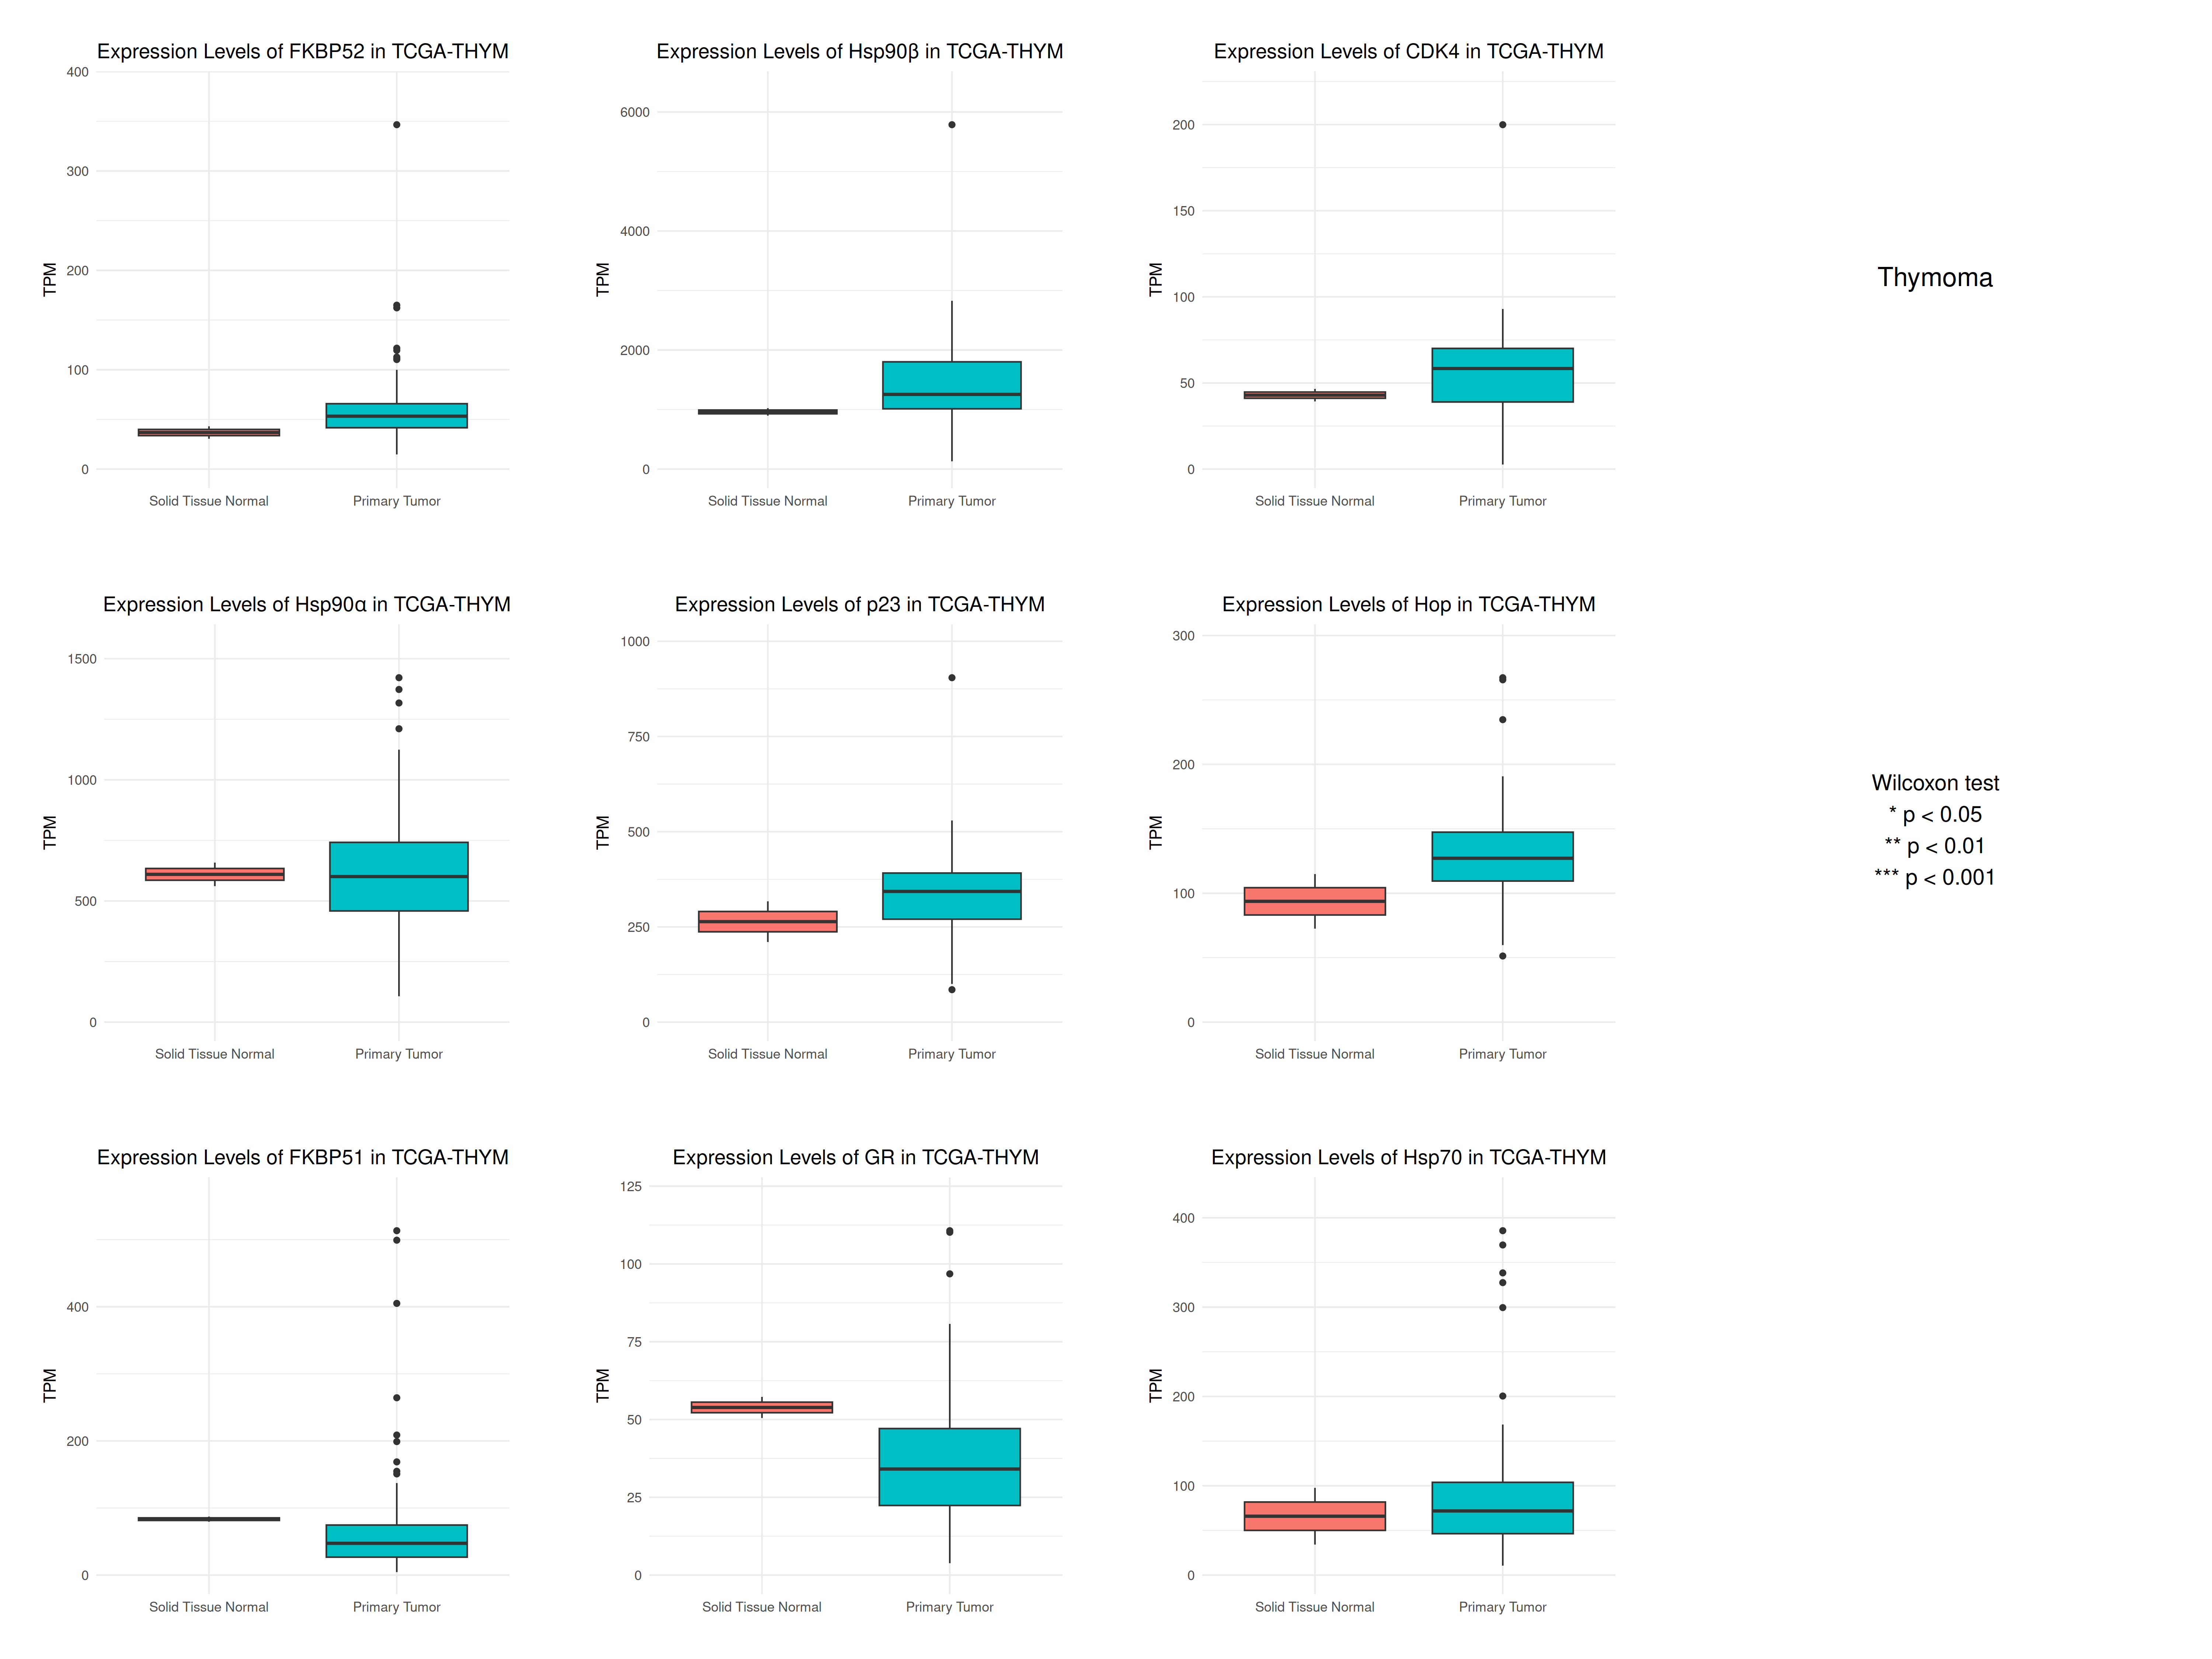 Expression Levels of FKBP52 in TCGA-THYM
400
300
200
100
0
TPM
Solid Tissue Normal
Primary Tumor
Expression Levels of Hsp90β in TCGA-THYM
6000
4000
2000
0
TPM
Solid Tissue Normal
Primary Tumor
Expression Levels of CDK4 in TCGA-THYM
200
150
100
50
0
TPM
Solid Tissue Normal
Primary Tumor
Thymoma
Expression Levels of Hsp90α in TCGA-THYM
1500
1000
500
0
TPM
Solid Tissue Normal
Primary Tumor
Expression Levels of p23 in TCGA-THYM
1000
750
500
250
0
TPM
Solid Tissue Normal
Primary Tumor
Expression Levels of Hop in TCGA-THYM
300
200
100
0
TPM
Solid Tissue Normal
Primary Tumor
Wilcoxon test
* p < 0.05
** p < 0.01
*** p < 0.001
Expression Levels of FKBP51 in TCGA-THYM
400
200
0
TPM
Solid Tissue Normal
Primary Tumor
Expression Levels of GR in TCGA-THYM
125
100
75
50
25
0
TPM
Solid Tissue Normal
Primary Tumor
Expression Levels of Hsp70 in TCGA-THYM
400
300
200
100
0
TPM
Solid Tissue Normal
Primary Tumor